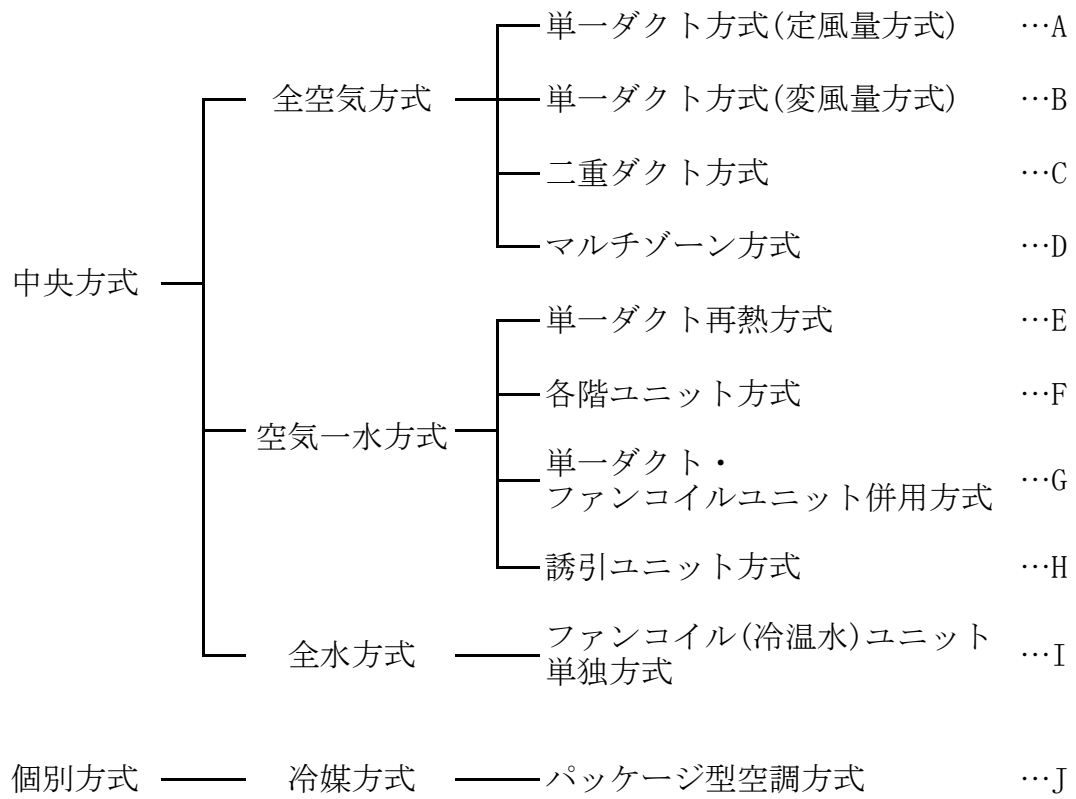 単一ダクト方式(定風量方式) …A
全空気方式 単一ダクト方式(変風量方式) …B
二重ダクト方式 …C
マルチゾーン方式 …D
中央方式
単一ダクト再熱方式 …E
各階ユニット方式 …F
空気一水方式
単一ダクト・
ファンコイルユニット併用方式 …G
誘引ユニット方式 …H
全水方式 ファンコイル(冷温水)ユニット
単独方式 …I
個別方式 冷媒方式 パッケージ型空調方式 …J